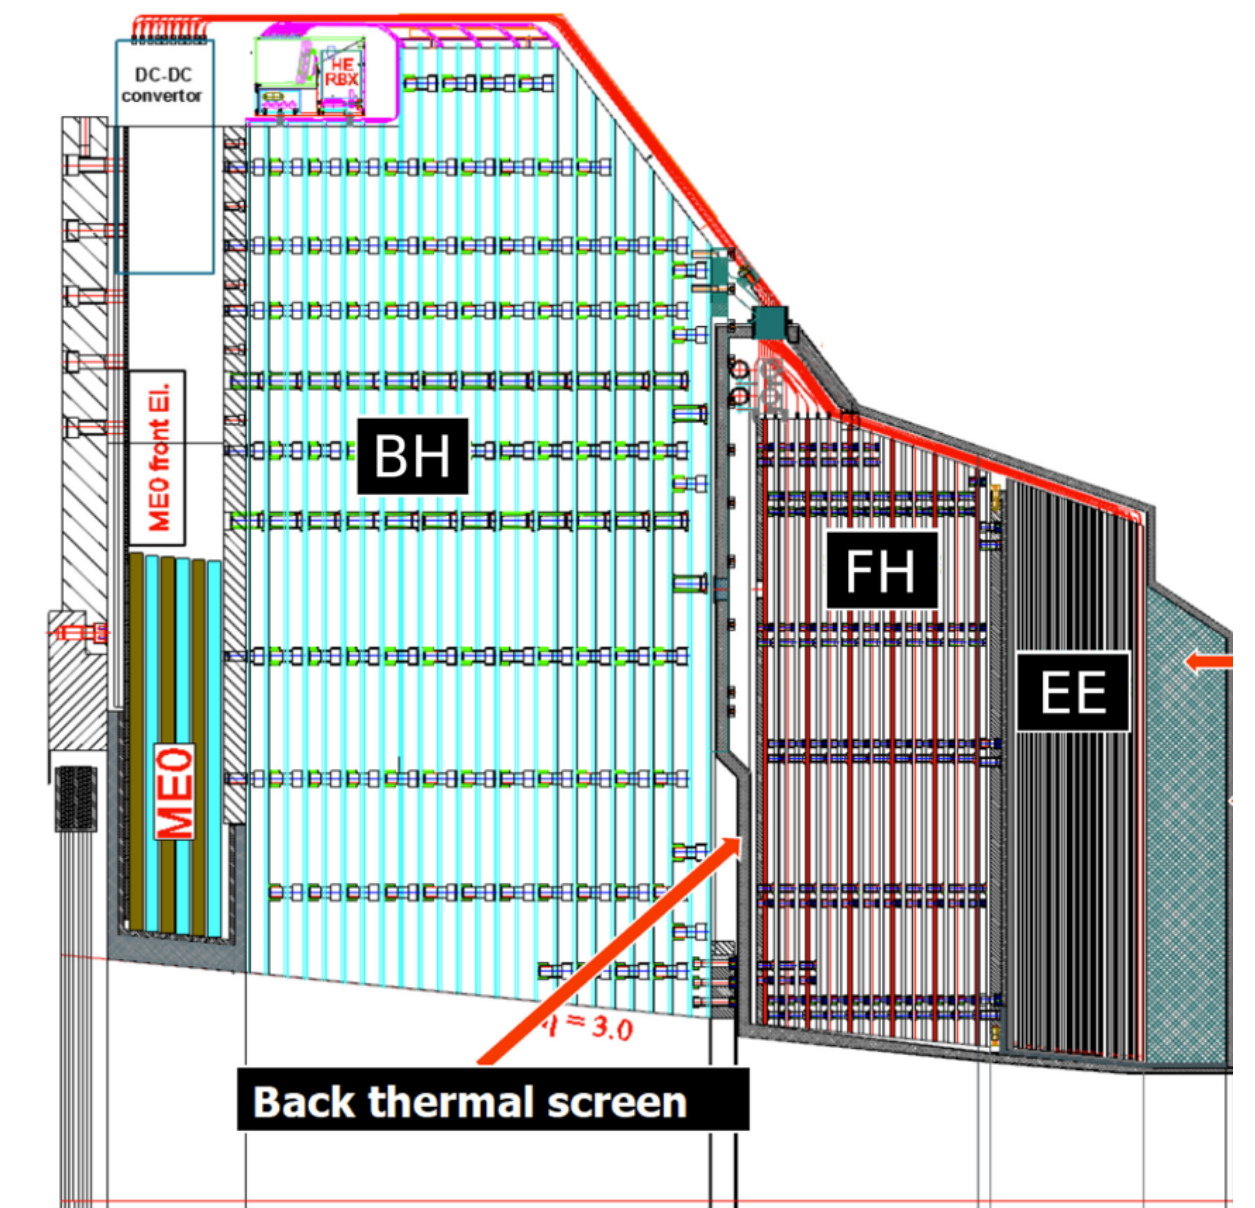 DC-DC
convertor
HE
RBX
ME0 front El.
BH
FH
EE
ME0
η = 3.0
Back thermal screen